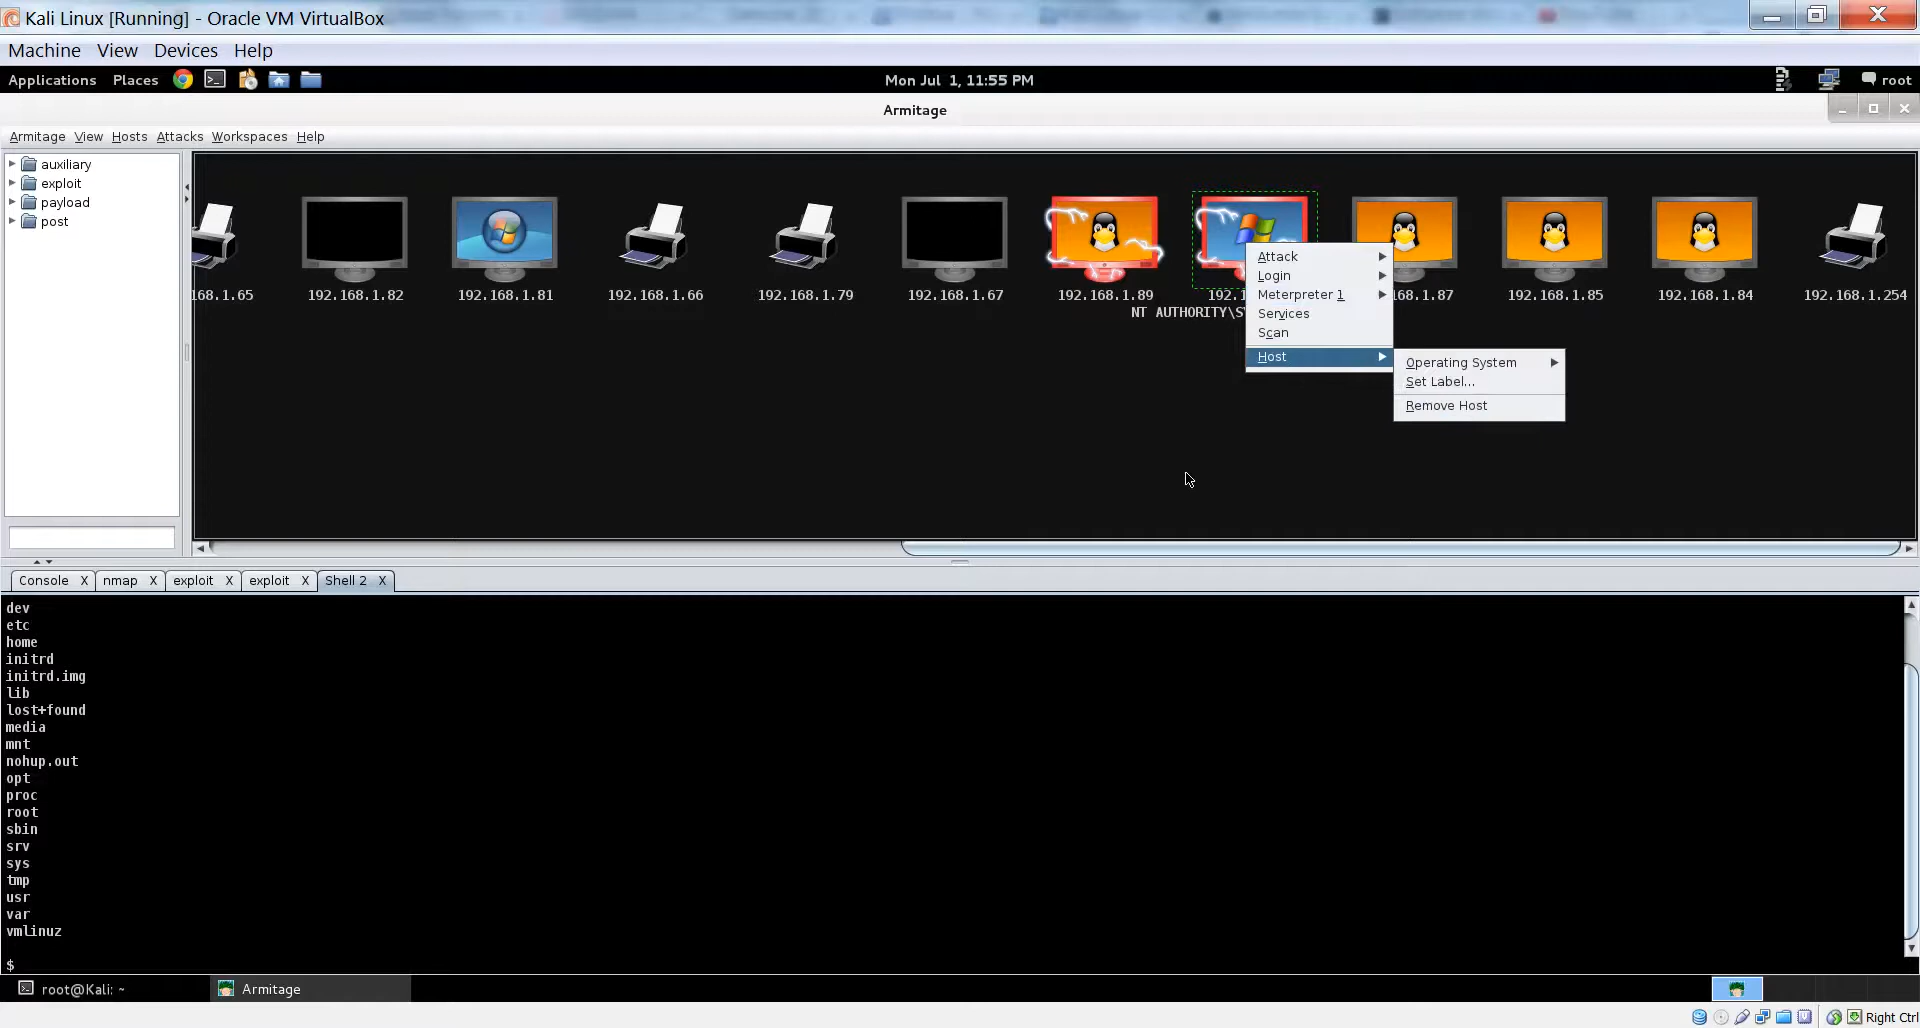 Kali Linux [Running] - Oracle VM VirtualBox
Machine View Devices Help
Applications Places Mon Jul 1, 11:55 PM root
Armitage
Armitage View Hosts Attacks Workspaces Help
auxiliary
exploit
payload
post
168.1.65 192.168.1.82 192.168.1.81 192.168.1.66 192.168.1.79 192.168.1.67 192.168.1.89 192.1 68.1.87 192.168.1.85 192.168.1.84 192.168.1.254
NT AUTHORITY\S
Attack
Login
Meterpreter 1
Services
Scan
Host
Operating System
Set Label...
Remove Host
Console X nmap X exploit X exploit X Shell 2 X
dev
etc
home
initrd
initrd.img
lib
lost+found
media
mnt
nohup.out
opt
proc
root
sbin
srv
sys
tmp
usr
var
vmlinuz
$
root@Kali: ~ Armitage
Right Ctrl